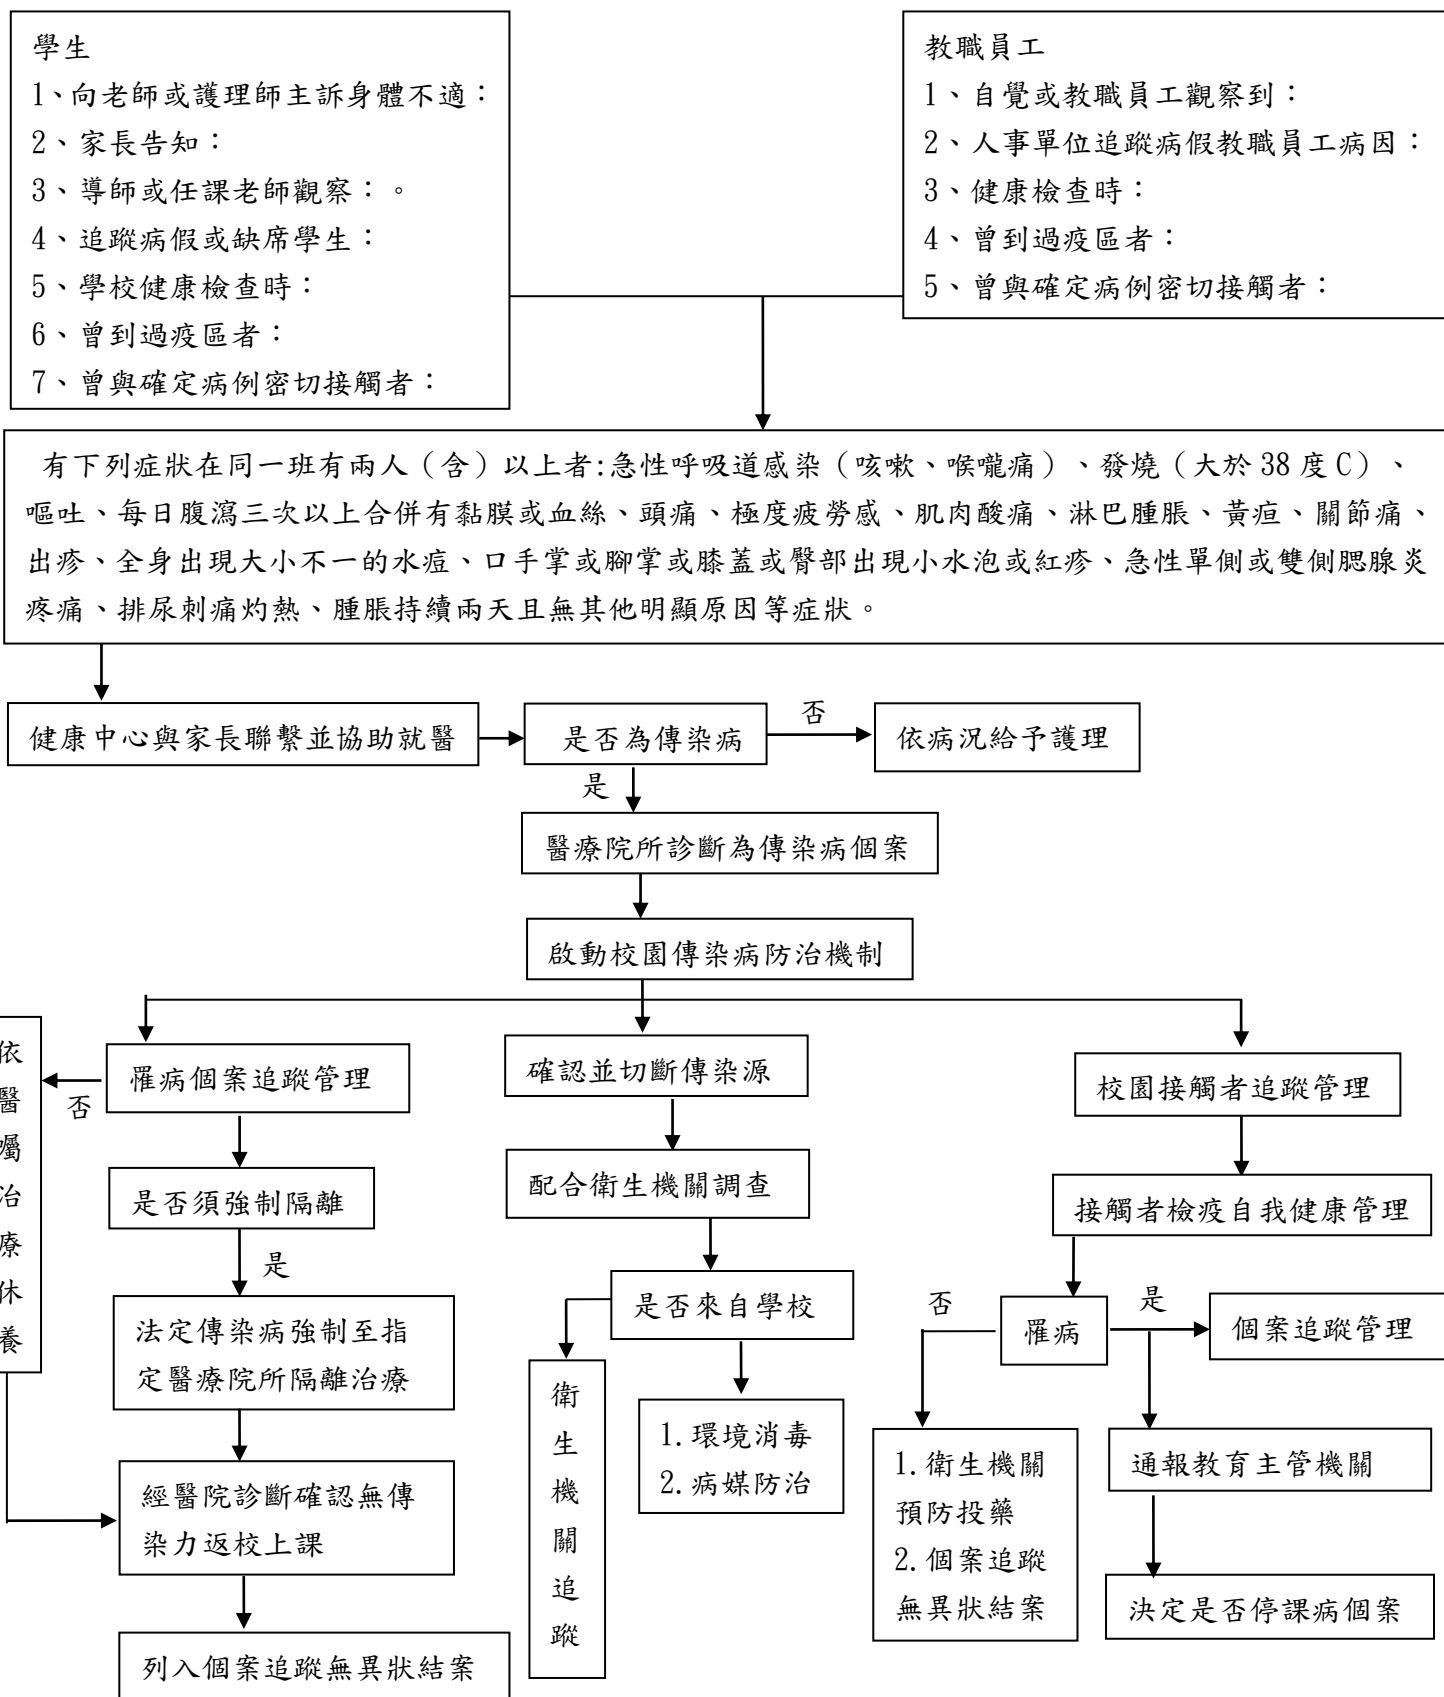 學生
1、向老師或護理師主訴身體不適：
2、家長告知：
3、導師或任課老師觀察：。
4、追蹤病假或缺席學生：
5、學校健康檢查時：
6、曾到過疫區者：
7、曾與確定病例密切接觸者：
教職員工
1、自覺或教職員工觀察到：
2、人事單位追蹤病假教職員工病因：
3、健康檢查時：
4、曾到過疫區者：
5、曾與確定病例密切接觸者：
有下列症狀在同一班有兩人（含）以上者:急性呼吸道感染（咳嗽、喉嚨痛）、發燒（大於 38 度 C）、
嘔吐、每日腹瀉三次以上合併有黏膜或血絲、頭痛、極度疲勞感、肌肉酸痛、淋巴腫脹、黃疸、關節痛、
出疹、全身出現大小不一的水痘、口手掌或腳掌或膝蓋或臀部出現小水泡或紅疹、急性單側或雙側腮腺炎
疼痛、排尿刺痛灼熱、腫脹持續兩天且無其他明顯原因等症狀。
健康中心與家長聯繫並協助就醫
是否為傳染病
否
依病況給予護理
是
醫療院所診斷為傳染病個案
啟動校園傳染病防治機制
依
醫
屬
治
療
休
養
否
罹病個案追蹤管理
是否須強制隔離
是
法定傳染病強制至指
定醫療院所隔離治療
經醫院診斷確認無傳
染力返校上課
列入個案追蹤無異狀結案
確認並切斷傳染源
配合衛生機關調查
是否來自學校
衛
生
機
關
追
蹤
1.環境消毒
2.病媒防治
校園接觸者追蹤管理
接觸者檢疫自我健康管理
否
罹病
是
個案追蹤管理
1.衛生機關
預防投藥
2.個案追蹤
無異狀結案
通報教育主管機關
決定是否停課病個案